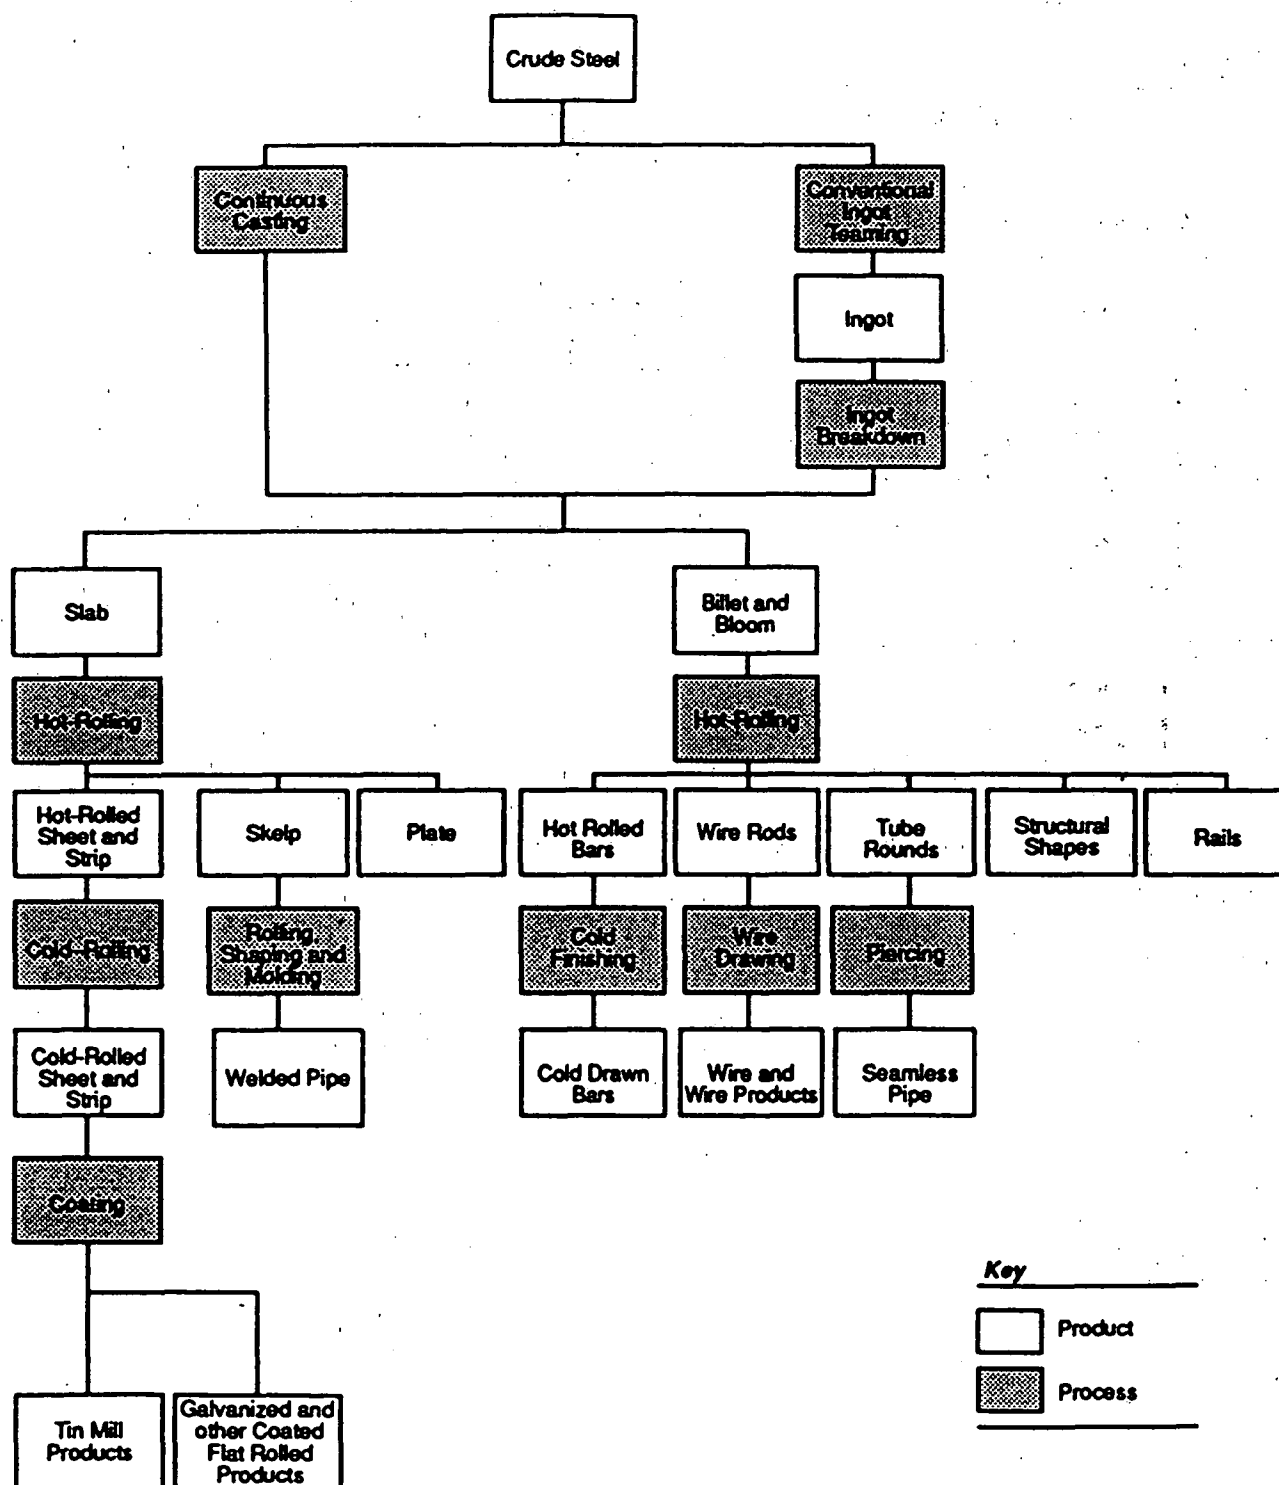 Crude Steel
Continuous
Casting
Conventional
Ingot
Teaming
Ingot
Ingot
Breakdown
Slab
Billet and
Bloom
Hot-Rolling
Hot-Rolling
Hot-Rolled
Sheet and
Strip
Skelp
Plate
Hot Rolled
Bars
Wire Rods
Tube
Rounds
Structural
Shapes
Rails
Cold-Rolling
Rolling,
Shaping and
Molding
Cold
Finishing
Wire
Drawing
Piercing
Cold-Rolled
Sheet and
Strip
Welded Pipe
Cold Drawn
Bars
Wire and
Wire Products
Seamless
Pipe
Coating
Key
Product
Process
Tin Mill
Products
Galvanized and
other Coated
Flat Rolled
Products